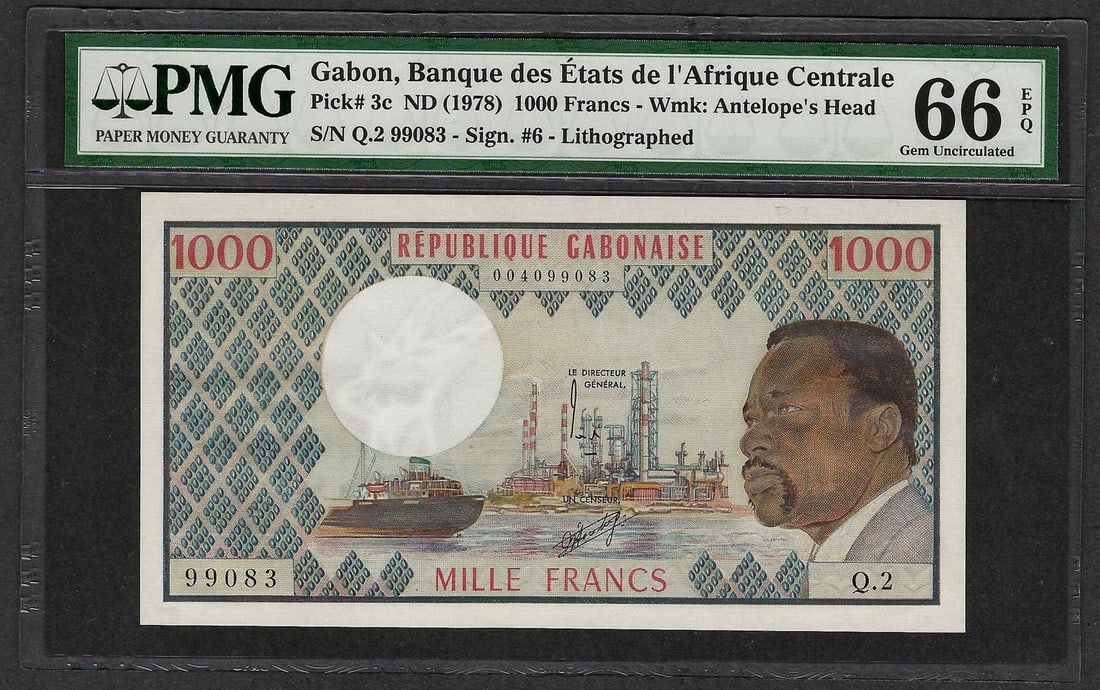 PMG
PAPER MONEY GUARANTY
Gabon, Banque des États de l'Afrique Centrale
Pick# 3c ND (1978) 1000 Francs - Wmk: Antelope's Head
S/N Q.2 99083 - Sign. #6 - Lithographed
66
EPQ
Gem Uncirculated
1000
RÉPUBLIQUE GABONAISE
1000
004099083
LE DIRECTEUR
GÉNÉRAL,
UN CENSEUR,
99083
MILLE FRANCS
Q.2